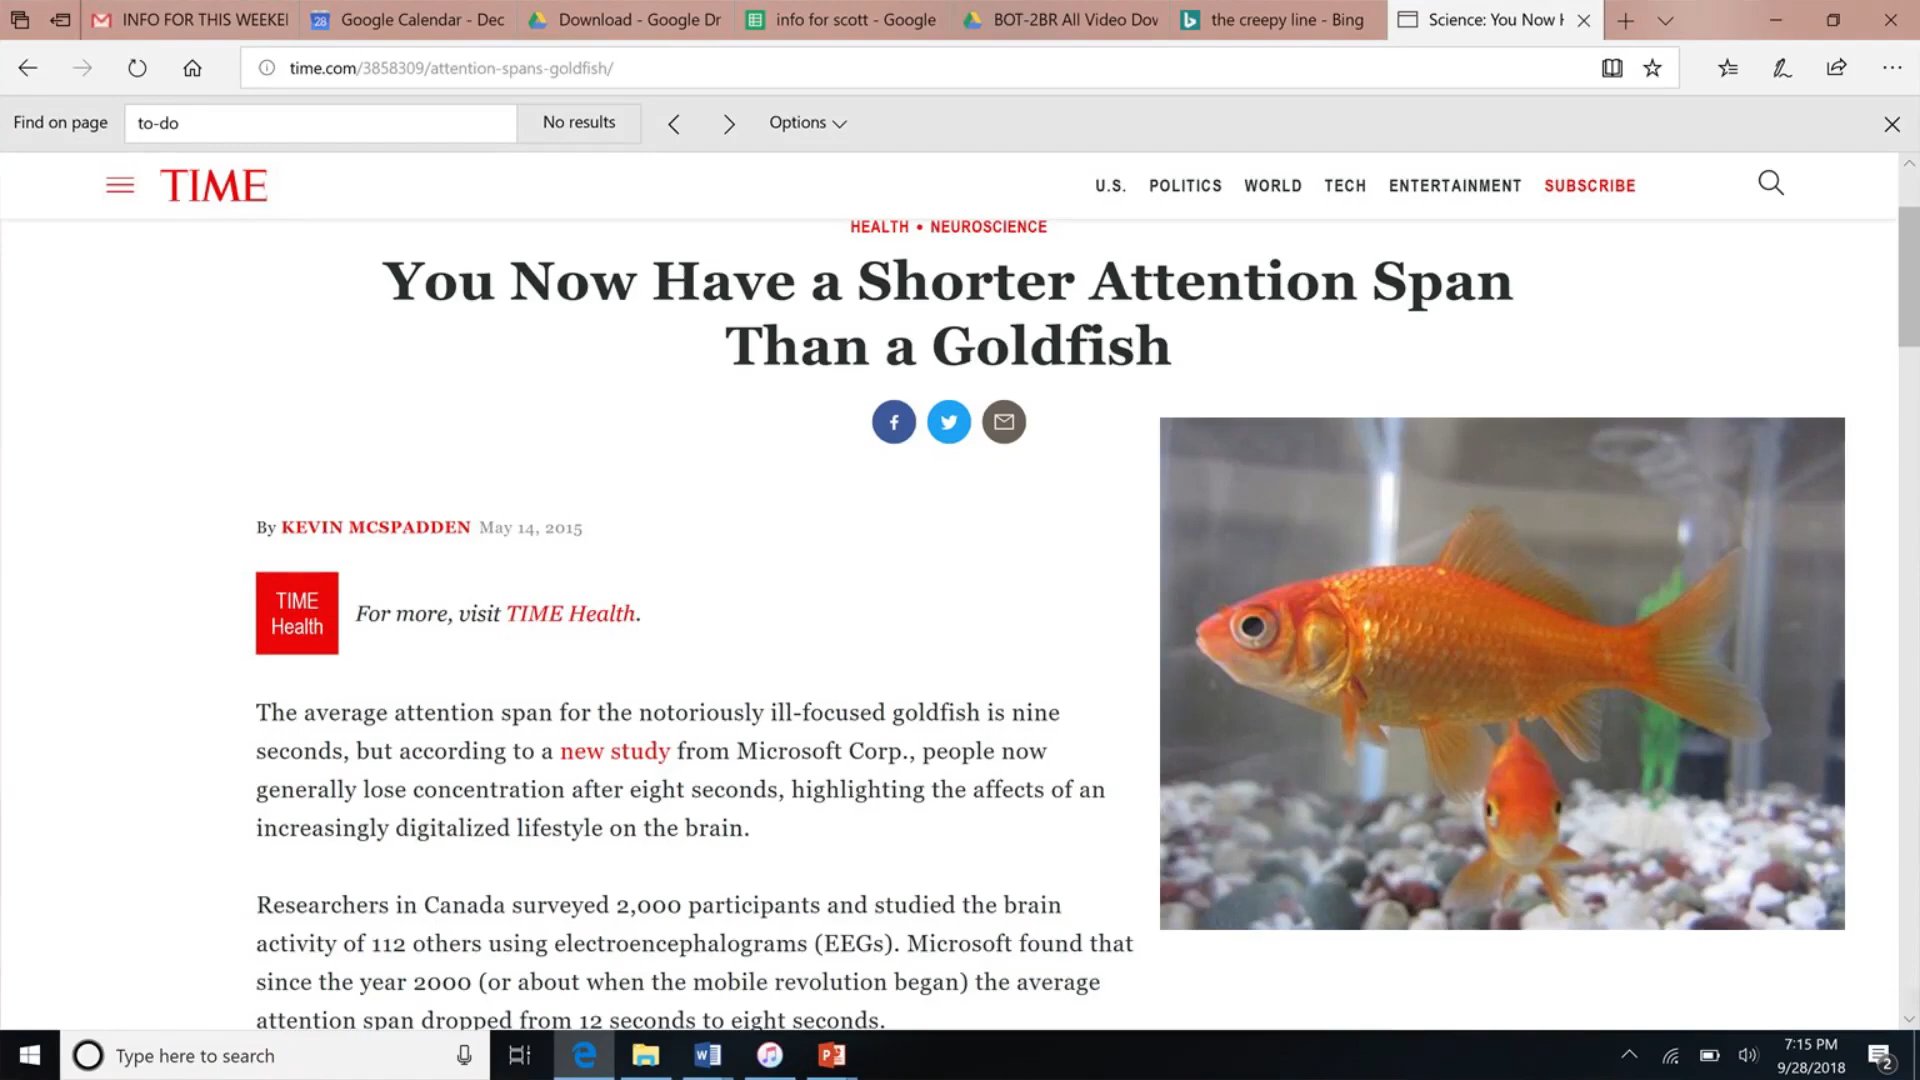 INFO FOR THIS WEEKEI
28 Google Calendar - Dec
Download - Google Dr
info for scott - Google
BOT-2BR All Video Dov
the creepy line - Bing
Science: You Now H
time.com/3858309/attention-spans-goldfish/
Find on page
to-do
No results
Options
TIME
U.S. POLITICS WORLD TECH ENTERTAINMENT SUBSCRIBE
HEALTH • NEUROSCIENCE
You Now Have a Shorter Attention Span
Than a Goldfish
By KEVIN MCSPADDEN May 14, 2015
TIME
Health
For more, visit TIME Health.
The average attention span for the notoriously ill-focused goldfish is nine
seconds, but according to a new study from Microsoft Corp., people now
generally lose concentration after eight seconds, highlighting the affects of an
increasingly digitalized lifestyle on the brain.
Researchers in Canada surveyed 2,000 participants and studied the brain
activity of 112 others using electroencephalograms (EEGs). Microsoft found that
since the year 2000 (or about when the mobile revolution began) the average
attention span dropped from 12 seconds to eight seconds.
Type here to search
7:15 PM
9/28/2018
2